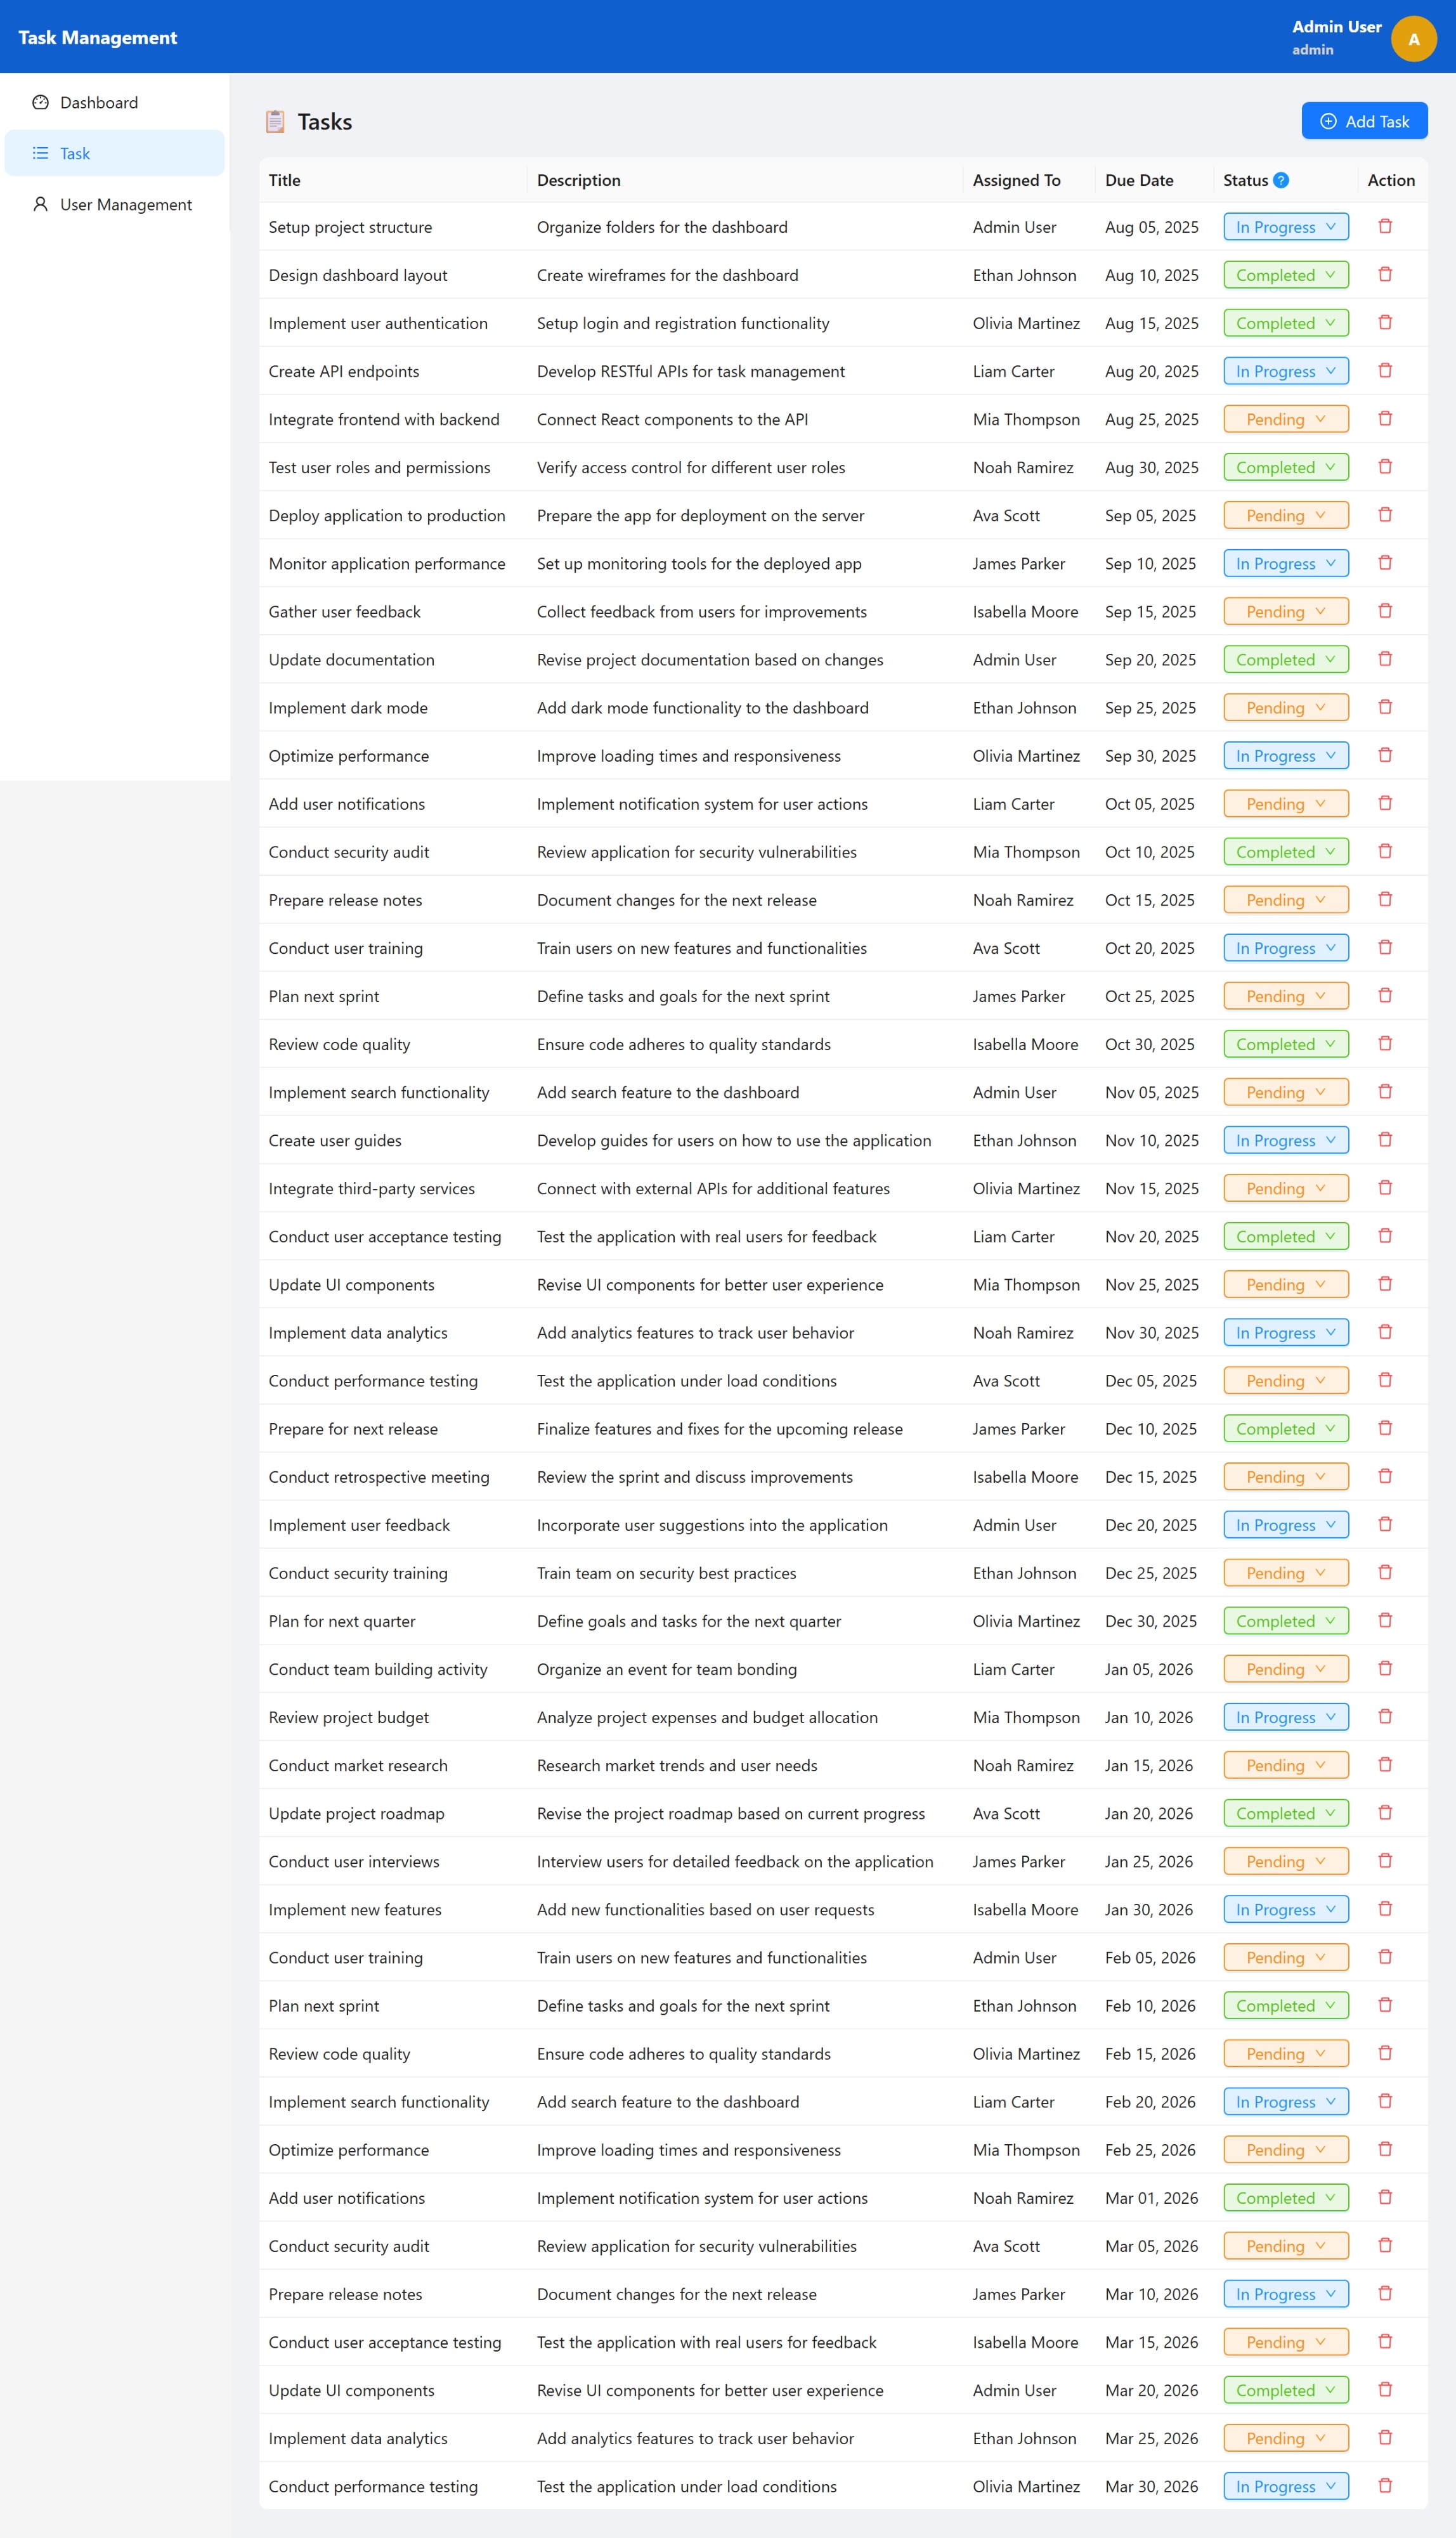 Task Management
Admin User
admin
A
Dashboard
Task
User Management
Tasks
Add Task
Title Description Assigned To Due Date Status ? Action
Setup project structure Organize folders for the dashboard Admin User Aug 05, 2025 In Progress
Design dashboard layout Create wireframes for the dashboard Ethan Johnson Aug 10, 2025 Completed
Implement user authentication Setup login and registration functionality Olivia Martinez Aug 15, 2025 Completed
Create API endpoints Develop RESTful APIs for task management Liam Carter Aug 20, 2025 In Progress
Integrate frontend with backend Connect React components to the API Mia Thompson Aug 25, 2025 Pending
Test user roles and permissions Verify access control for different user roles Noah Ramirez Aug 30, 2025 Completed
Deploy application to production Prepare the app for deployment on the server Ava Scott Sep 05, 2025 Pending
Monitor application performance Set up monitoring tools for the deployed app James Parker Sep 10, 2025 In Progress
Gather user feedback Collect feedback from users for improvements Isabella Moore Sep 15, 2025 Pending
Update documentation Revise project documentation based on changes Admin User Sep 20, 2025 Completed
Implement dark mode Add dark mode functionality to the dashboard Ethan Johnson Sep 25, 2025 Pending
Optimize performance Improve loading times and responsiveness Olivia Martinez Sep 30, 2025 In Progress
Add user notifications Implement notification system for user actions Liam Carter Oct 05, 2025 Pending
Conduct security audit Review application for security vulnerabilities Mia Thompson Oct 10, 2025 Completed
Prepare release notes Document changes for the next release Noah Ramirez Oct 15, 2025 Pending
Conduct user training Train users on new features and functionalities Ava Scott Oct 20, 2025 In Progress
Plan next sprint Define tasks and goals for the next sprint James Parker Oct 25, 2025 Pending
Review code quality Ensure code adheres to quality standards Isabella Moore Oct 30, 2025 Completed
Implement search functionality Add search feature to the dashboard Admin User Nov 05, 2025 Pending
Create user guides Develop guides for users on how to use the application Ethan Johnson Nov 10, 2025 In Progress
Integrate third-party services Connect with external APIs for additional features Olivia Martinez Nov 15, 2025 Pending
Conduct user acceptance testing Test the application with real users for feedback Liam Carter Nov 20, 2025 Completed
Update UI components Revise UI components for better user experience Mia Thompson Nov 25, 2025 Pending
Implement data analytics Add analytics features to track user behavior Noah Ramirez Nov 30, 2025 In Progress
Conduct performance testing Test the application under load conditions Ava Scott Dec 05, 2025 Pending
Prepare for next release Finalize features and fixes for the upcoming release James Parker Dec 10, 2025 Completed
Conduct retrospective meeting Review the sprint and discuss improvements Isabella Moore Dec 15, 2025 Pending
Implement user feedback Incorporate user suggestions into the application Admin User Dec 20, 2025 In Progress
Conduct security training Train team on security best practices Ethan Johnson Dec 25, 2025 Pending
Plan for next quarter Define goals and tasks for the next quarter Olivia Martinez Dec 30, 2025 Completed
Conduct team building activity Organize an event for team bonding Liam Carter Jan 05, 2026 Pending
Review project budget Analyze project expenses and budget allocation Mia Thompson Jan 10, 2026 In Progress
Conduct market research Research market trends and user needs Noah Ramirez Jan 15, 2026 Pending
Update project roadmap Revise the project roadmap based on current progress Ava Scott Jan 20, 2026 Completed
Conduct user interviews Interview users for detailed feedback on the application James Parker Jan 25, 2026 Pending
Implement new features Add new functionalities based on user requests Isabella Moore Jan 30, 2026 In Progress
Conduct user training Train users on new features and functionalities Admin User Feb 05, 2026 Pending
Plan next sprint Define tasks and goals for the next sprint Ethan Johnson Feb 10, 2026 Completed
Review code quality Ensure code adheres to quality standards Olivia Martinez Feb 15, 2026 Pending
Implement search functionality Add search feature to the dashboard Liam Carter Feb 20, 2026 In Progress
Optimize performance Improve loading times and responsiveness Mia Thompson Feb 25, 2026 Pending
Add user notifications Implement notification system for user actions Noah Ramirez Mar 01, 2026 Completed
Conduct security audit Review application for security vulnerabilities Ava Scott Mar 05, 2026 Pending
Prepare release notes Document changes for the next release James Parker Mar 10, 2026 In Progress
Conduct user acceptance testing Test the application with real users for feedback Isabella Moore Mar 15, 2026 Pending
Update UI components Revise UI components for better user experience Admin User Mar 20, 2026 Completed
Implement data analytics Add analytics features to track user behavior Ethan Johnson Mar 25, 2026 Pending
Conduct performance testing Test the application under load conditions Olivia Martinez Mar 30, 2026 In Progress